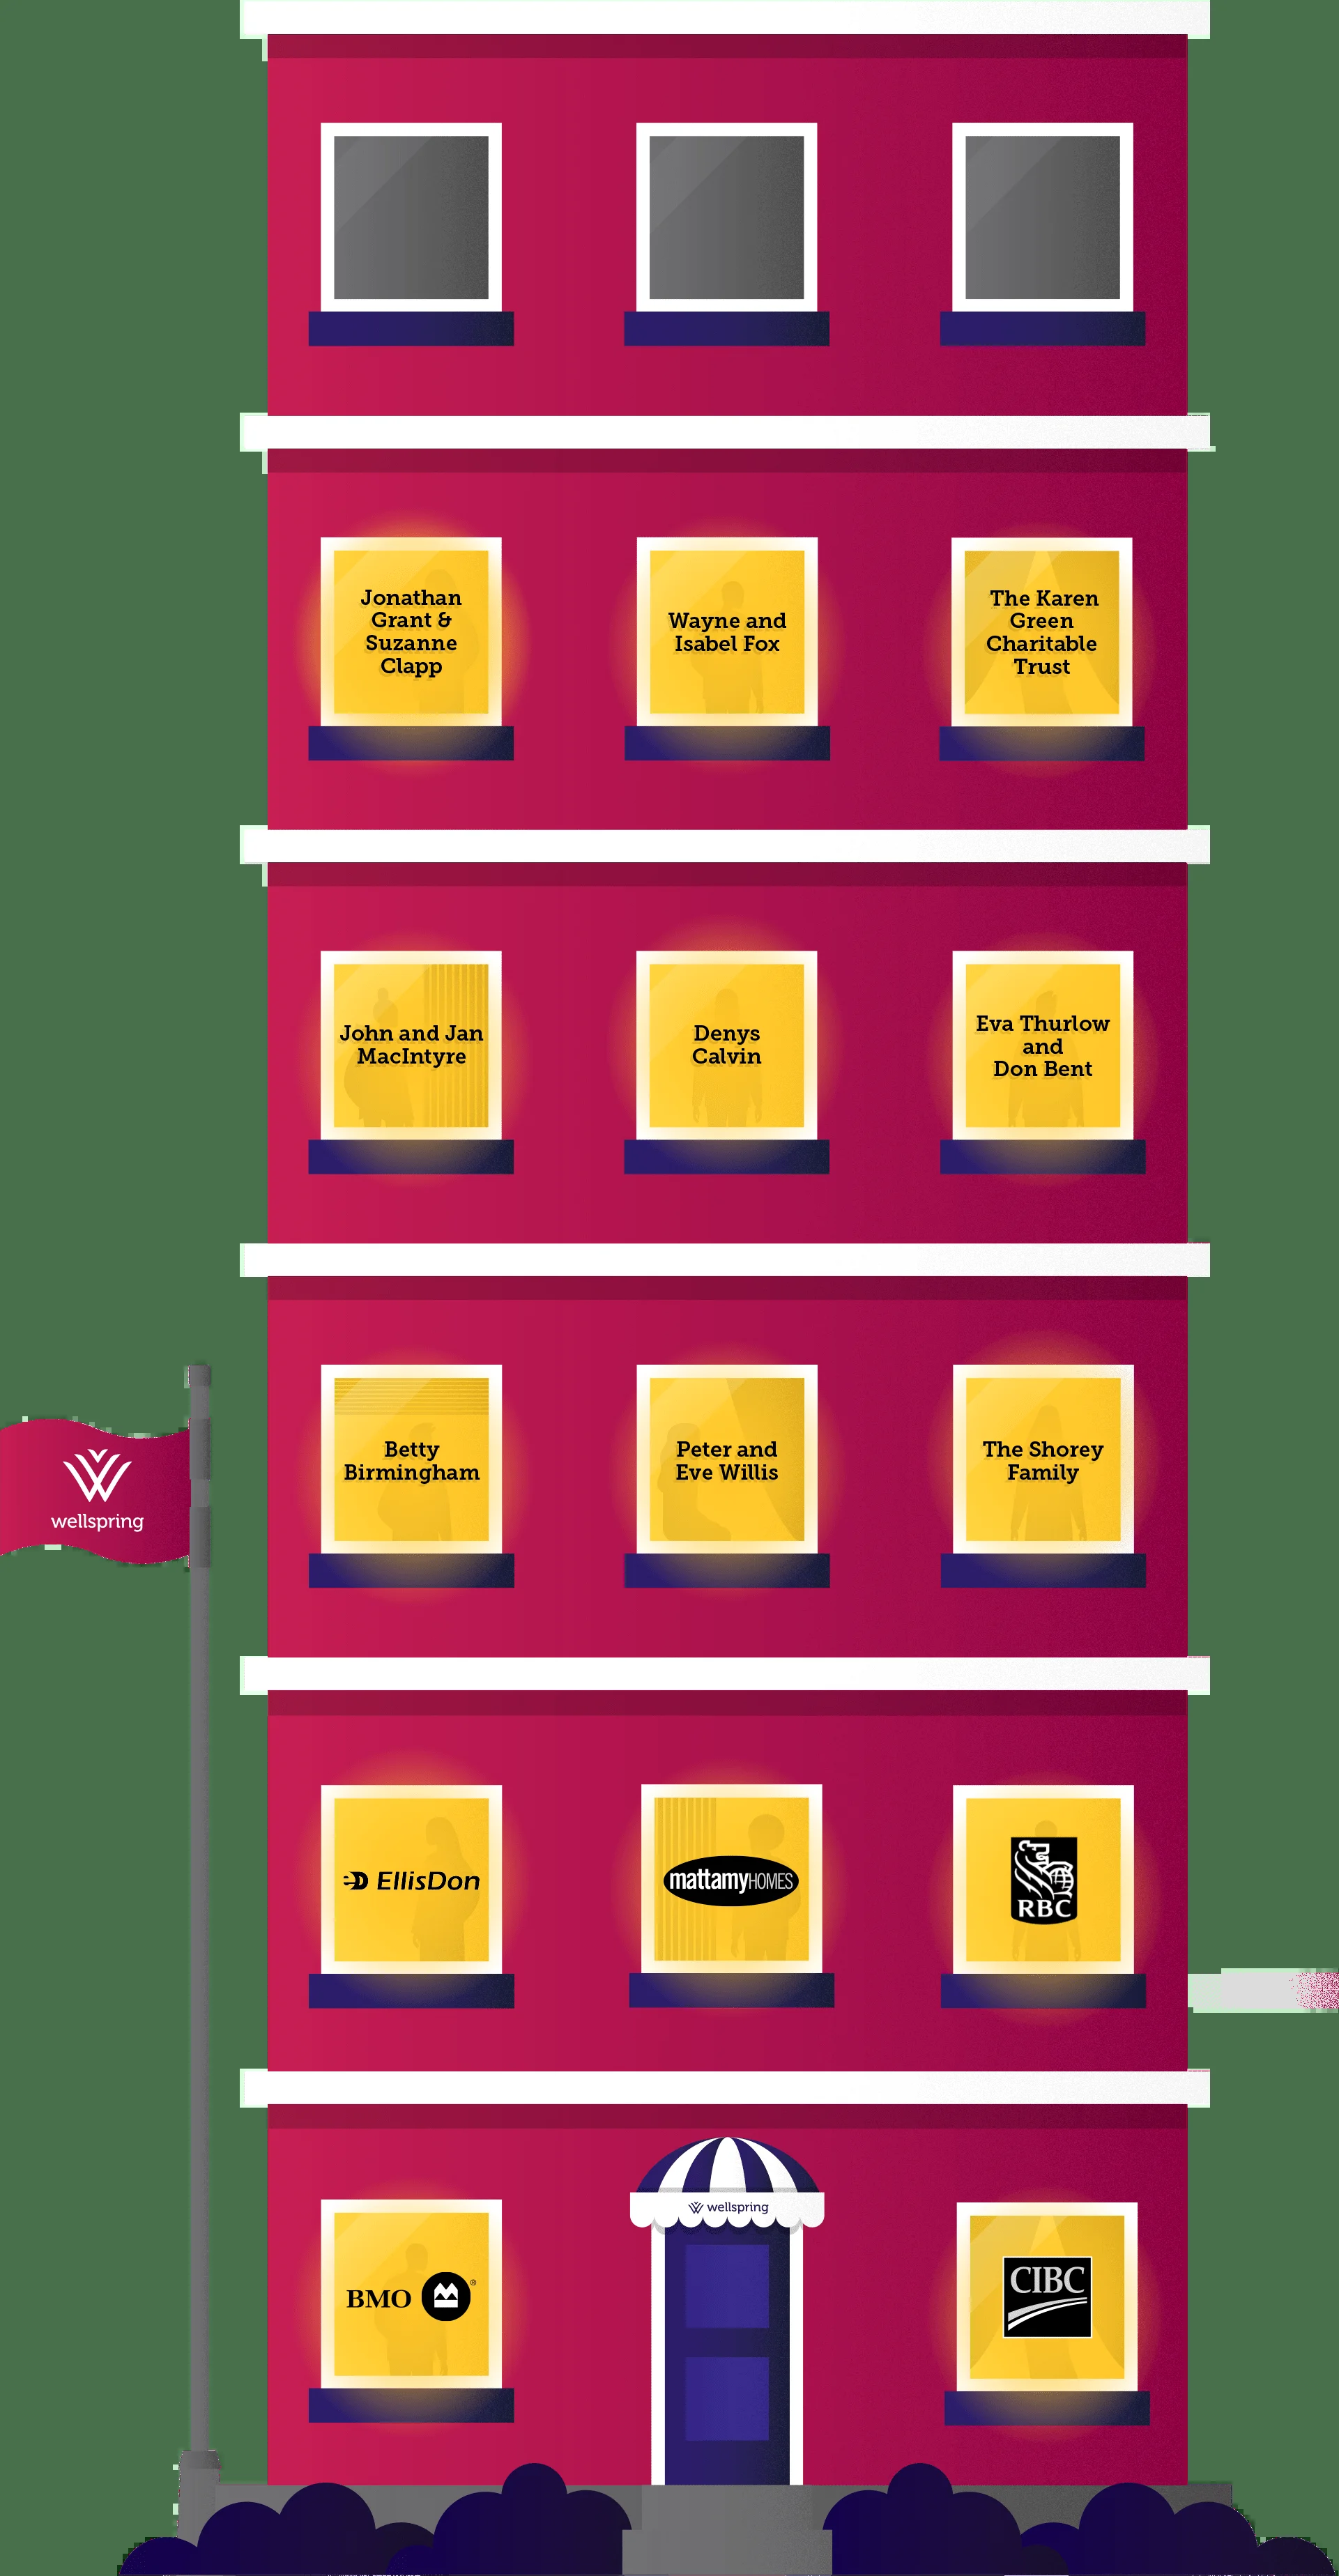 Jonathan
Grant &
Suzanne
Clapp
Wayne and
Isabel Fox
The Karen
Green
Charitable
Trust
John and Jan
MacIntyre
Denys
Calvin
Eva Thurlow
and
Don Bent
Betty
Birmingham
Peter and
Eve Willis
The Shorey
Family
wellspring
EllisDon
mattamyHOMES
RBC
wellspring
BMO ®
CIBC